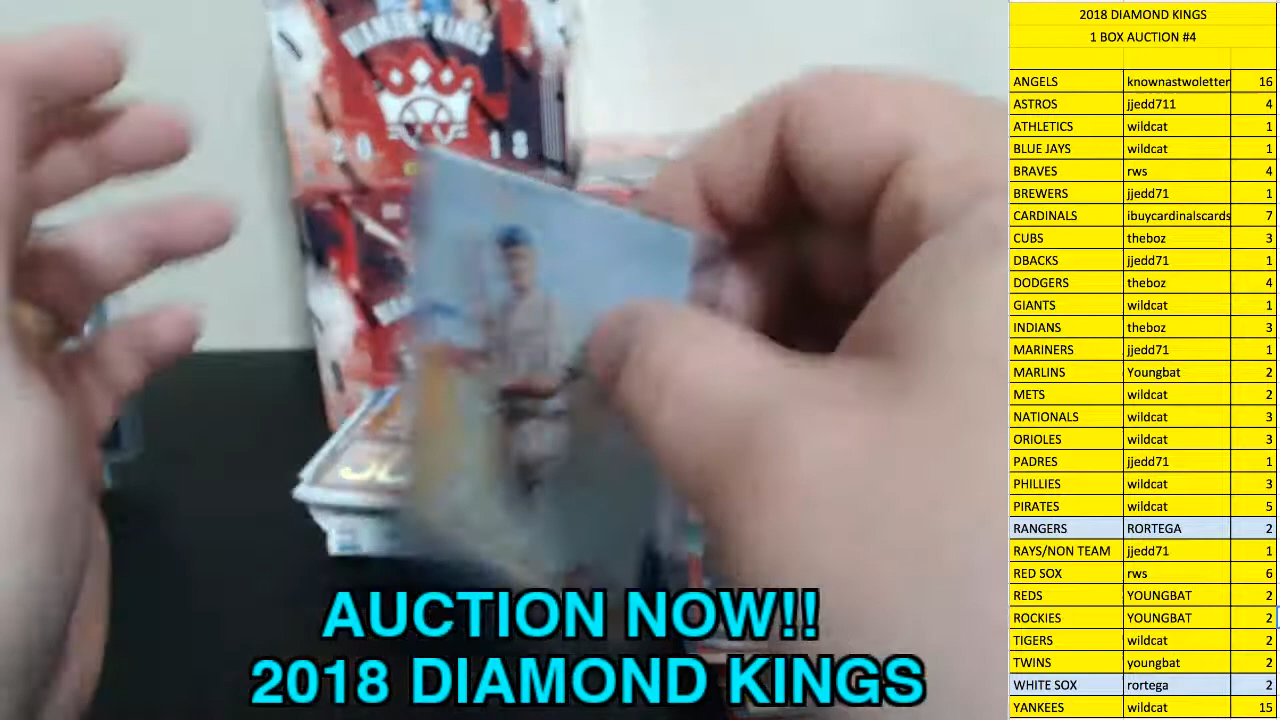 DIAMOND KINGS
20 18
AUCTION NOW!!
2018 DIAMOND KINGS
2018 DIAMOND KINGS
1 BOX AUCTION #4
ANGELS knownastwoletter 16
ASTROS jjedd711 4
ATHLETICS wildcat 1
BLUE JAYS wildcat 1
BRAVES rws 4
BREWERS jjedd71 1
CARDINALS ibuycardinalscards 7
CUBS theboz 3
DBACKS jjedd71 1
DODGERS theboz 4
GIANTS wildcat 1
INDIANS theboz 3
MARINERS jjedd71 1
MARLINS Youngbat 2
METS wildcat 2
NATIONALS wildcat 3
ORIOLES wildcat 3
PADRES jjedd71 1
PHILLIES wildcat 3
PIRATES wildcat 5
RANGERS RORTEGA 2
RAYS/NON TEAM jjedd71 1
RED SOX rws 6
REDS YOUNGBAT 2
ROCKIES YOUNGBAT 2
TIGERS wildcat 2
TWINS youngbat 2
WHITE SOX rortega 2
YANKEES wildcat 15